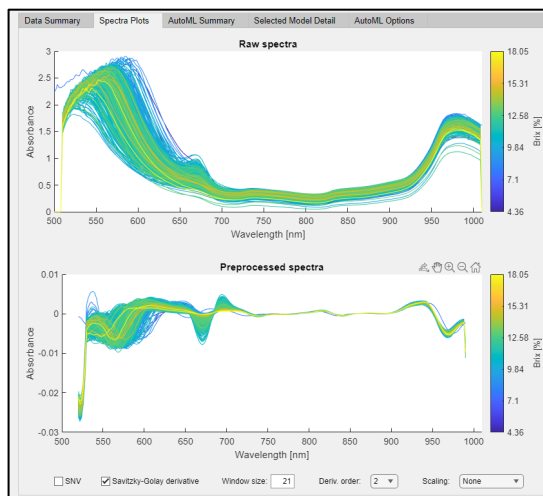 Data Summary Spectra Plots AutoML Summary Selected Model Detail AutoML Options
Raw spectra
3
2.5
2
1.5
1
0.5
0
Absorbance
500 550 600 650 700 750 800 850 900 950 1000
Wavelength [nm]
18.05
15.31
12.58
9.84
7.1
4.36
Brix [%]
Preprocessed spectra
0.01
0
-0.01
-0.02
-0.03
Absorbance
500 550 600 650 700 750 800 850 900 950 1000
Wavelength [nm]
18.05
15.31
12.58
9.84
7.1
4.36
Brix [%]
SNV Savitzky-Golay derivative Window size: 21 Deriv. order: 2 Scaling: None